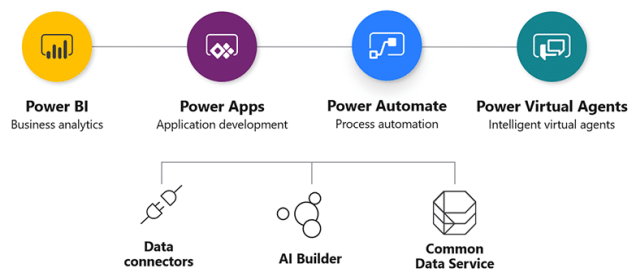 Power BI
Business analytics
Power Apps
Application development
Power Automate
Process automation
Power Virtual Agents
Intelligent virtual agents
Data
connectors
AI Builder
Common
Data Service